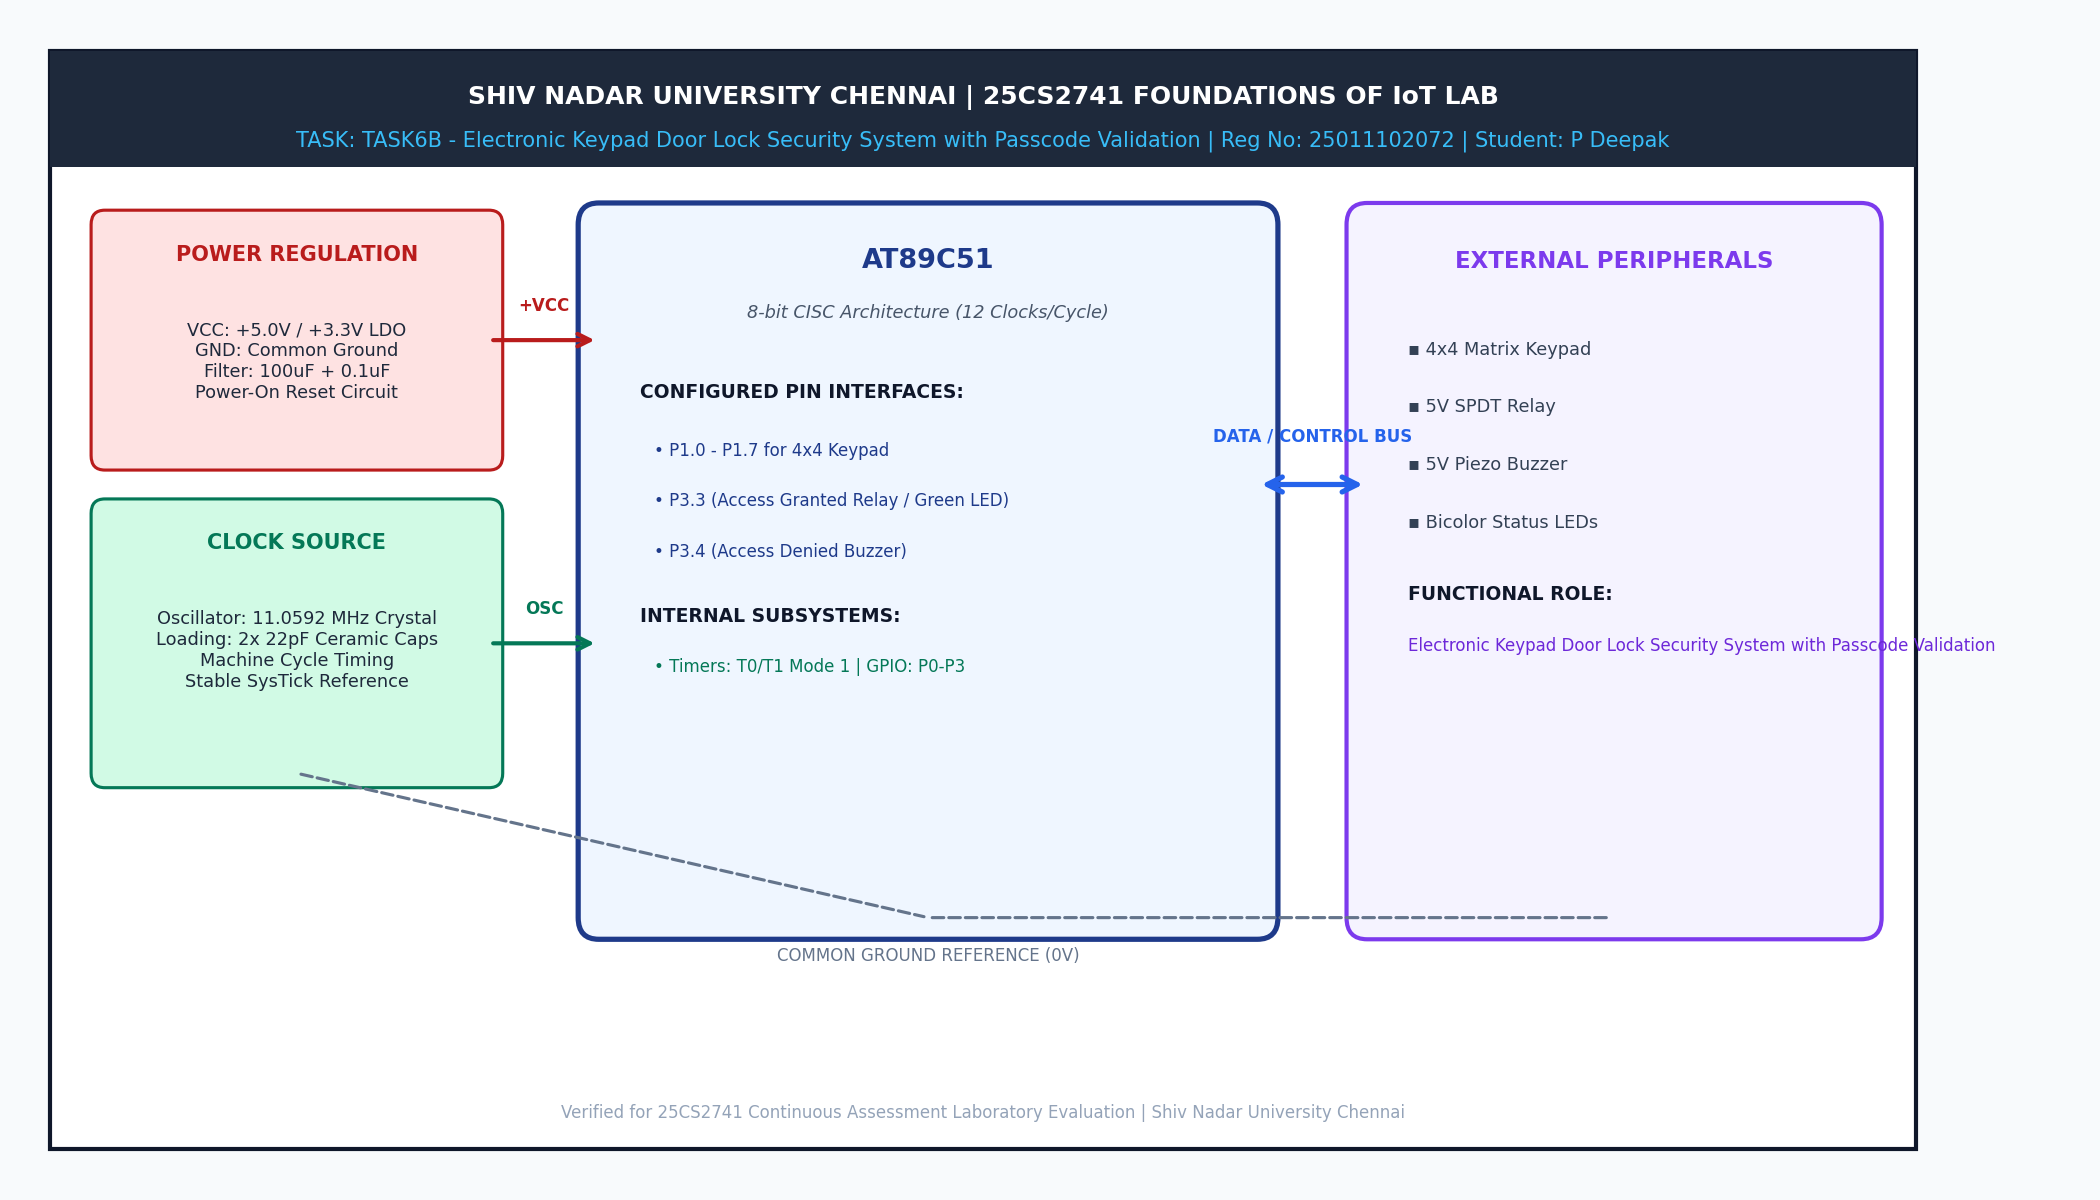 SHIV NADAR UNIVERSITY CHENNAI | 25CS2741 FOUNDATIONS OF IoT LAB
TASK: TASK6B - Electronic Keypad Door Lock Security System with Passcode Validation | Reg No: 25011102072 | Student: P Deepak
POWER REGULATION
VCC: +5.0V / +3.3V LDO
GND: Common Ground
Filter: 100uF + 0.1uF
Power-On Reset Circuit
+VCC
CLOCK SOURCE
Oscillator: 11.0592 MHz Crystal
Loading: 2x 22pF Ceramic Caps
Machine Cycle Timing
Stable SysTick Reference
OSC
AT89C51
8-bit CISC Architecture (12 Clocks/Cycle)
CONFIGURED PIN INTERFACES:
• P1.0 - P1.7 for 4x4 Keypad
• P3.3 (Access Granted Relay / Green LED)
• P3.4 (Access Denied Buzzer)
INTERNAL SUBSYSTEMS:
• Timers: T0/T1 Mode 1 | GPIO: P0-P3
DATA / CONTROL BUS
EXTERNAL PERIPHERALS
▪ 4x4 Matrix Keypad
▪ 5V SPDT Relay
▪ 5V Piezo Buzzer
▪ Bicolor Status LEDs
FUNCTIONAL ROLE:
Electronic Keypad Door Lock Security System with Passcode Validation
COMMON GROUND REFERENCE (0V)
Verified for 25CS2741 Continuous Assessment Laboratory Evaluation | Shiv Nadar University Chennai